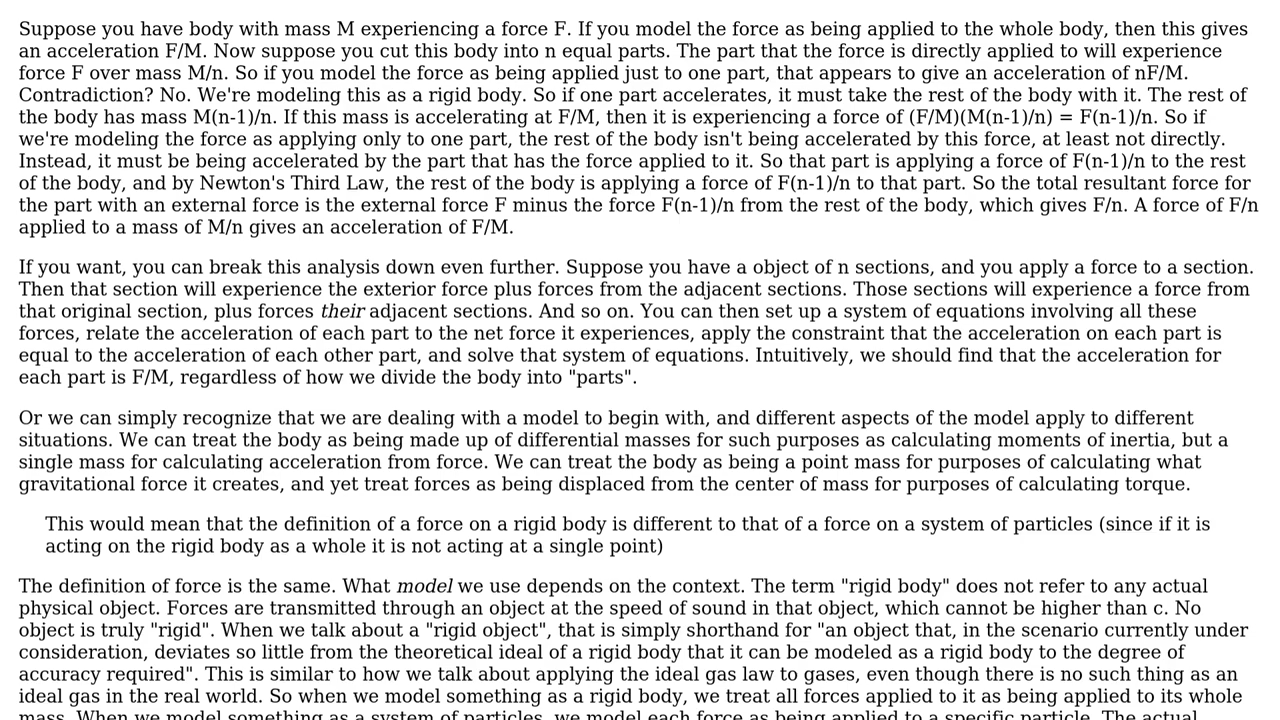 Suppose you have body with mass M experiencing a force F. If you model the force as being applied to the whole body, then this gives
an acceleration F/M. Now suppose you cut this body into n equal parts. The part that the force is directly applied to will experience
force F over mass M/n. So if you model the force as being applied just to one part, that appears to give an acceleration of nF/M.
Contradiction? No. We're modeling this as a rigid body. So if one part accelerates, it must take the rest of the body with it. The rest of
the body has mass M(n-1)/n. If this mass is accelerating at F/M, then it is experiencing a force of (F/M)(M(n-1)/n) = F(n-1)/n. So if
we're modeling the force as applying only to one part, the rest of the body isn't being accelerated by this force, at least not directly.
Instead, it must be being accelerated by the part that has the force applied to it. So that part is applying a force of F(n-1)/n to the rest
of the body, and by Newton's Third Law, the rest of the body is applying a force of F(n-1)/n to that part. So the total resultant force for
the part with an external force is the external force F minus the force F(n-1)/n from the rest of the body, which gives F/n. A force of F/n
applied to a mass of M/n gives an acceleration of F/M.
If you want, you can break this analysis down even further. Suppose you have a object of n sections, and you apply a force to a section.
Then that section will experience the exterior force plus forces from the adjacent sections. Those sections will experience a force from
that original section, plus forces their adjacent sections. And so on. You can then set up a system of equations involving all these
forces, relate the acceleration of each part to the net force it experiences, apply the constraint that the acceleration on each part is
equal to the acceleration of each other part, and solve that system of equations. Intuitively, we should find that the acceleration for
each part is F/M, regardless of how we divide the body into "parts".
Or we can simply recognize that we are dealing with a model to begin with, and different aspects of the model apply to different
situations. We can treat the body as being made up of differential masses for such purposes as calculating moments of inertia, but a
single mass for calculating acceleration from force. We can treat the body as being a point mass for purposes of calculating what
gravitational force it creates, and yet treat forces as being displaced from the center of mass for purposes of calculating torque.
This would mean that the definition of a force on a rigid body is different to that of a force on a system of particles (since if it is
acting on the rigid body as a whole it is not acting at a single point)
The definition of force is the same. What model we use depends on the context. The term "rigid body" does not refer to any actual
physical object. Forces are transmitted through an object at the speed of sound in that object, which cannot be higher than c. No
object is truly "rigid". When we talk about a "rigid object", that is simply shorthand for "an object that, in the scenario currently under
consideration, deviates so little from the theoretical ideal of a rigid body that it can be modeled as a rigid body to the degree of
accuracy required". This is similar to how we talk about applying the ideal gas law to gases, even though there is no such thing as an
ideal gas in the real world. So when we model something as a rigid body, we treat all forces applied to it as being applied to its whole
mass. When we model something as a system of particles, we model each force as being applied to a specific particle. The actual